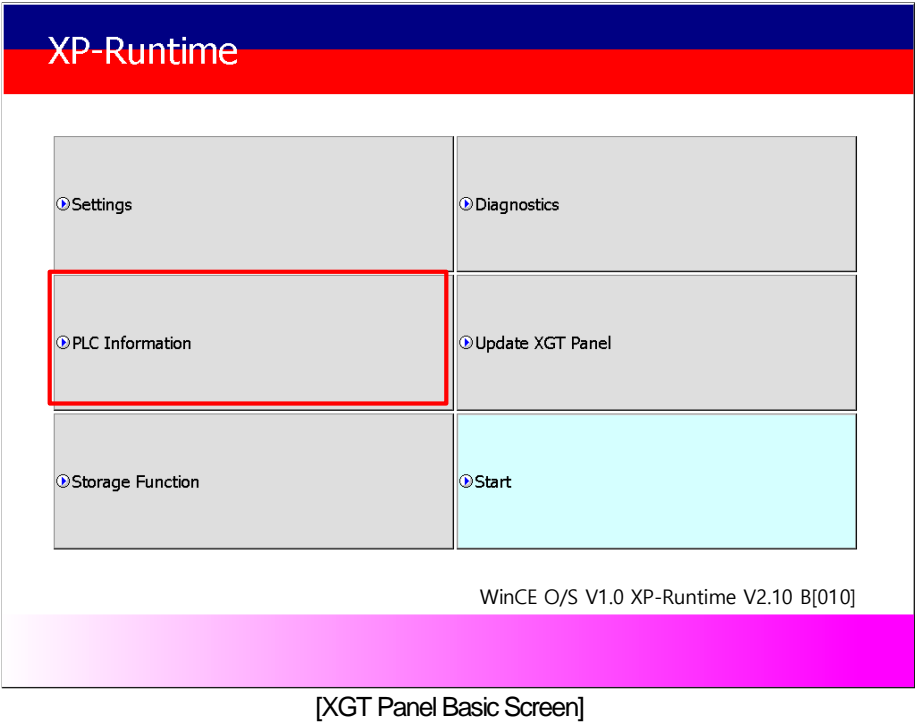 XP-Runtime
Settings
Diagnostics
PLC Information
Update XGT Panel
Storage Function
Start
WinCE O/S V1.0 XP-Runtime V2.10 B[010]
[XGT Panel Basic Screen]